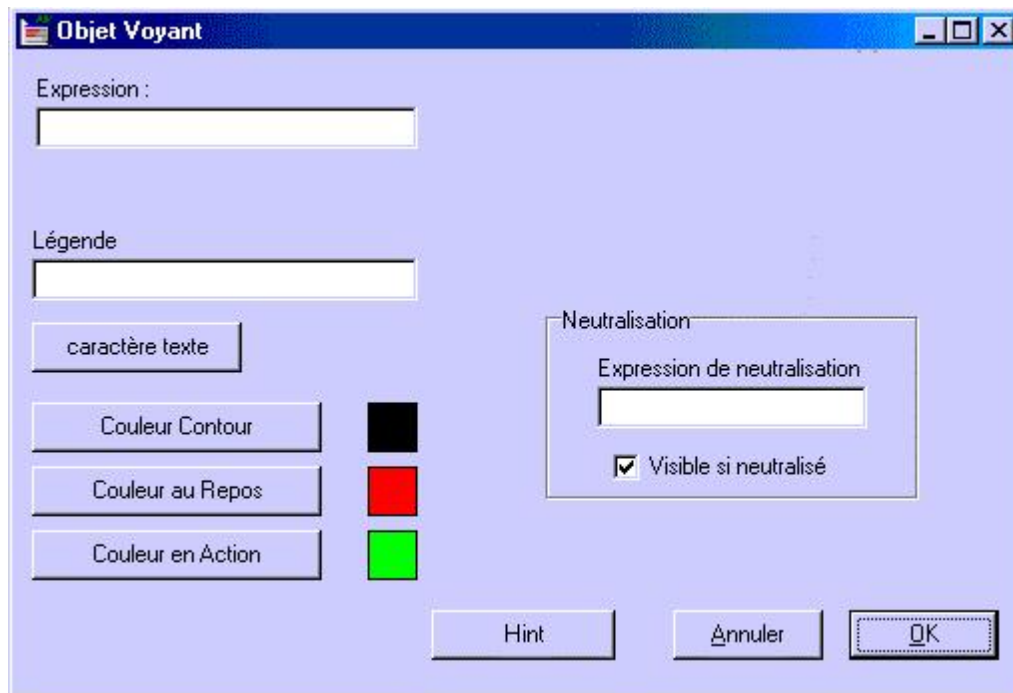 Objet Voyant
Expression :
Légende
caractère texte
Neutralisation
Expression de neutralisation
Visible si neutralisé
Couleur Contour
Couleur au Repos
Couleur en Action
Hint
Annuler
OK